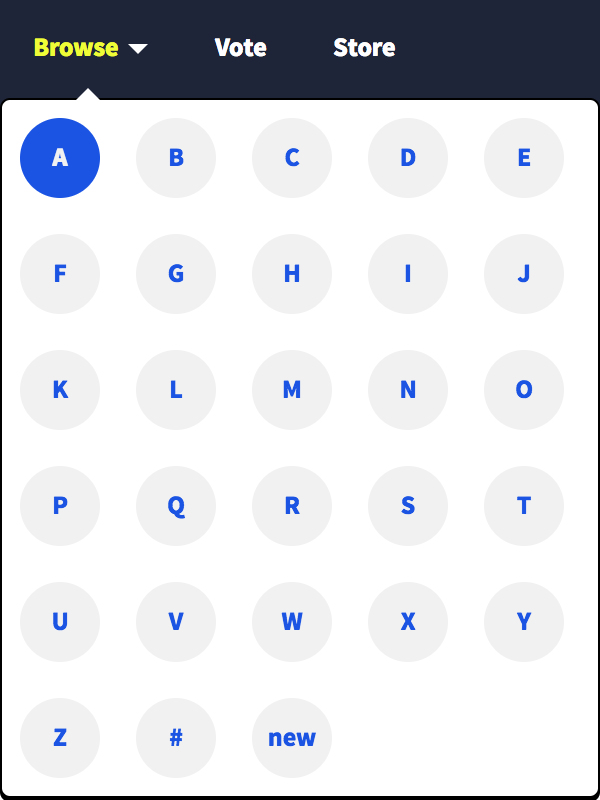 Browse Vote Store
A B C D E
F G H I J
K L M N O
P Q R S T
U V W X Y
Z # new